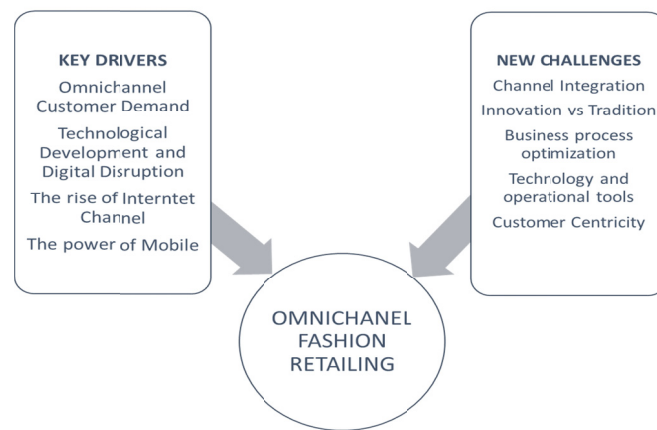 KEY DRIVERS
Omnichannel
Customer Demand
Technological
Development and
Digital Disruption
The rise of Interntet
Channel
The power of Mobile
NEW CHALLENGES
Channel Integration
Innovation vs Tradition
Business process
optimization
Technology and
operational tools
Customer Centricity
OMNICHANEL
FASHION
RETAILING